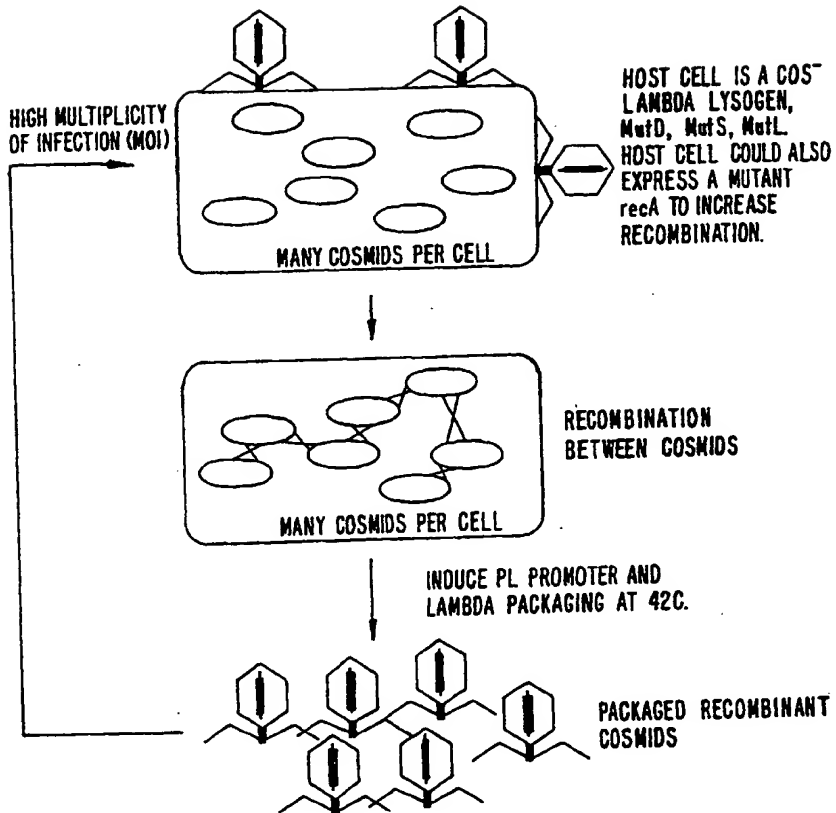 HIGH MULTIPLICITY
OF INFECTION (MOI)
HOST CELL IS A COS⁻
LAMBDA LYSOGEN,
MutD, MutS, MutL.
HOST CELL COULD ALSO
EXPRESS A MUTANT
recA TO INCREASE
RECOMBINATION.
MANY COSMIDS PER CELL
RECOMBINATION
BETWEEN COSMIDS
MANY COSMIDS PER CELL
INDUCE PL PROMOTER AND
LAMBDA PACKAGING AT 42C.
PACKAGED RECOMBINANT
COSMIDS